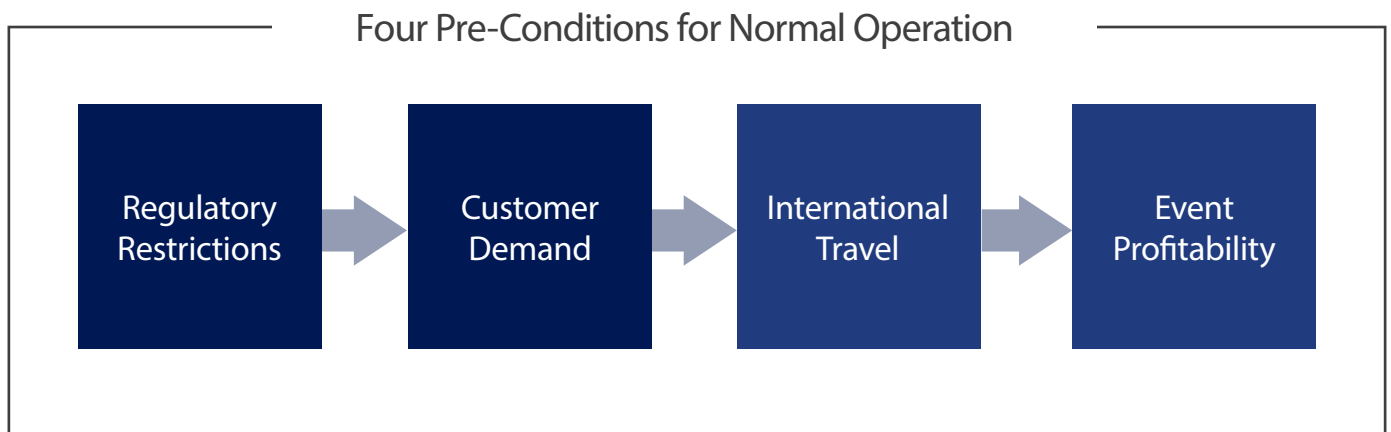 Four Pre-Conditions for Normal Operation
Regulatory
Restrictions
Customer
Demand
International
Travel
Event
Profitability